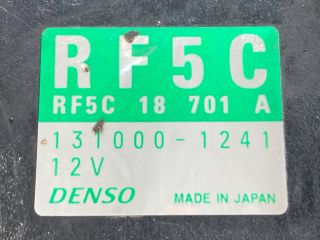 RF5C
RF5C 18 701 A
131000-1241
12V
DENSO MADE IN JAPAN